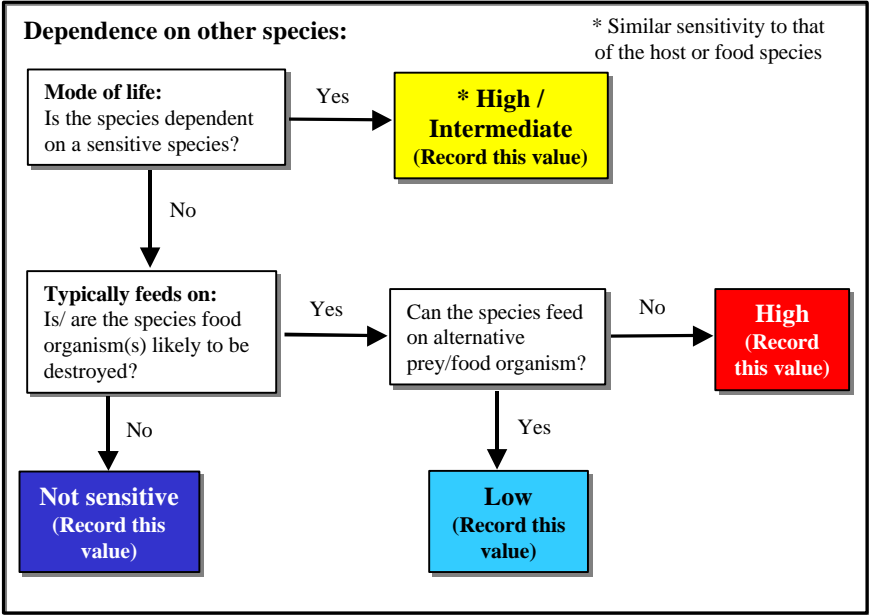 Dependence on other species:
* Similar sensitivity to that
of the host or food species
Mode of life:
Is the species dependent
on a sensitive species?
Yes
* High /
Intermediate
(Record this value)
No
Typically feeds on:
Is/ are the species food
organism(s) likely to be
destroyed?
Yes
Can the species feed
on alternative
prey/food organism?
No
High
(Record
this value)
No
Yes
Not sensitive
(Record this
value)
Low
(Record this
value)